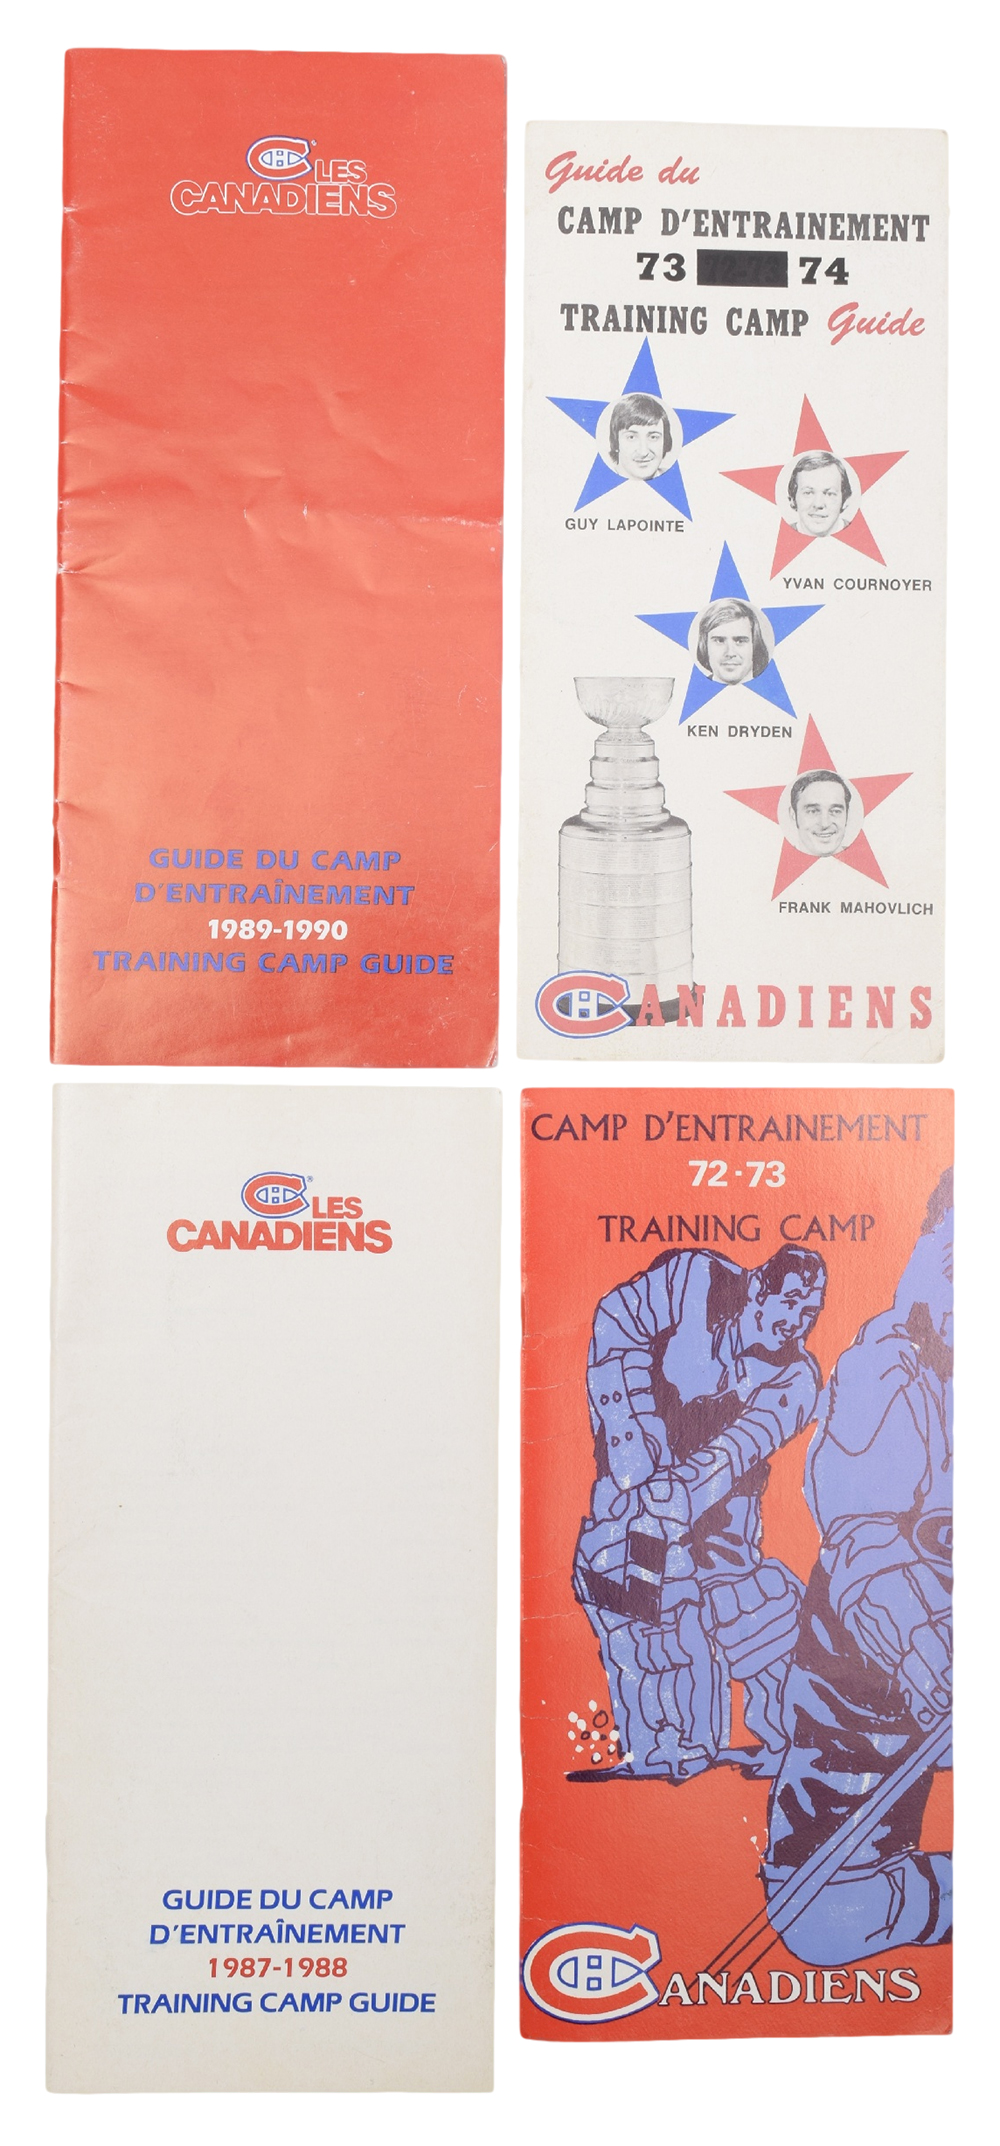 LES
CANADIENS
GUIDE DU CAMP
D'ENTRAÎNEMENT
1989-1990
TRAINING CAMP GUIDE
Guide du
CAMP D'ENTRAINEMENT
73 72-73 74
TRAINING CAMP Guide
GUY LAPOINTE
YVAN COURNOYER
KEN DRYDEN
FRANK MAHOVLICH
CANADIENS
LES
CANADIENS
GUIDE DU CAMP
D'ENTRAÎNEMENT
1987-1988
TRAINING CAMP GUIDE
CAMP D'ENTRAINEMENT
72-73
TRAINING CAMP
CANADIENS